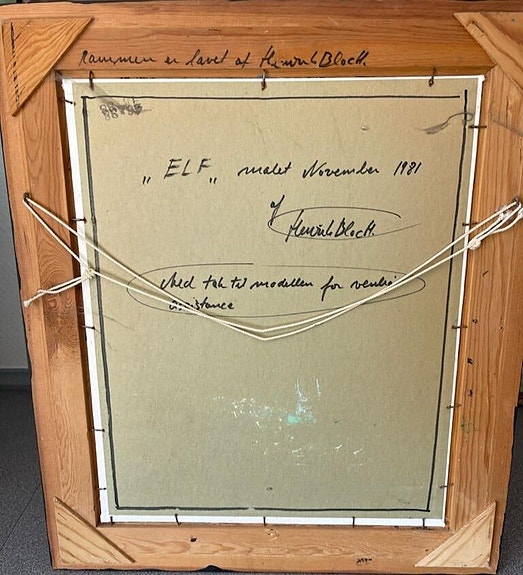 rammen er lavet af Henrik Bloch.
„ELF„ malet November 1981
af
Henrik Bloch.
Med tak til modellen for venlig
assistance